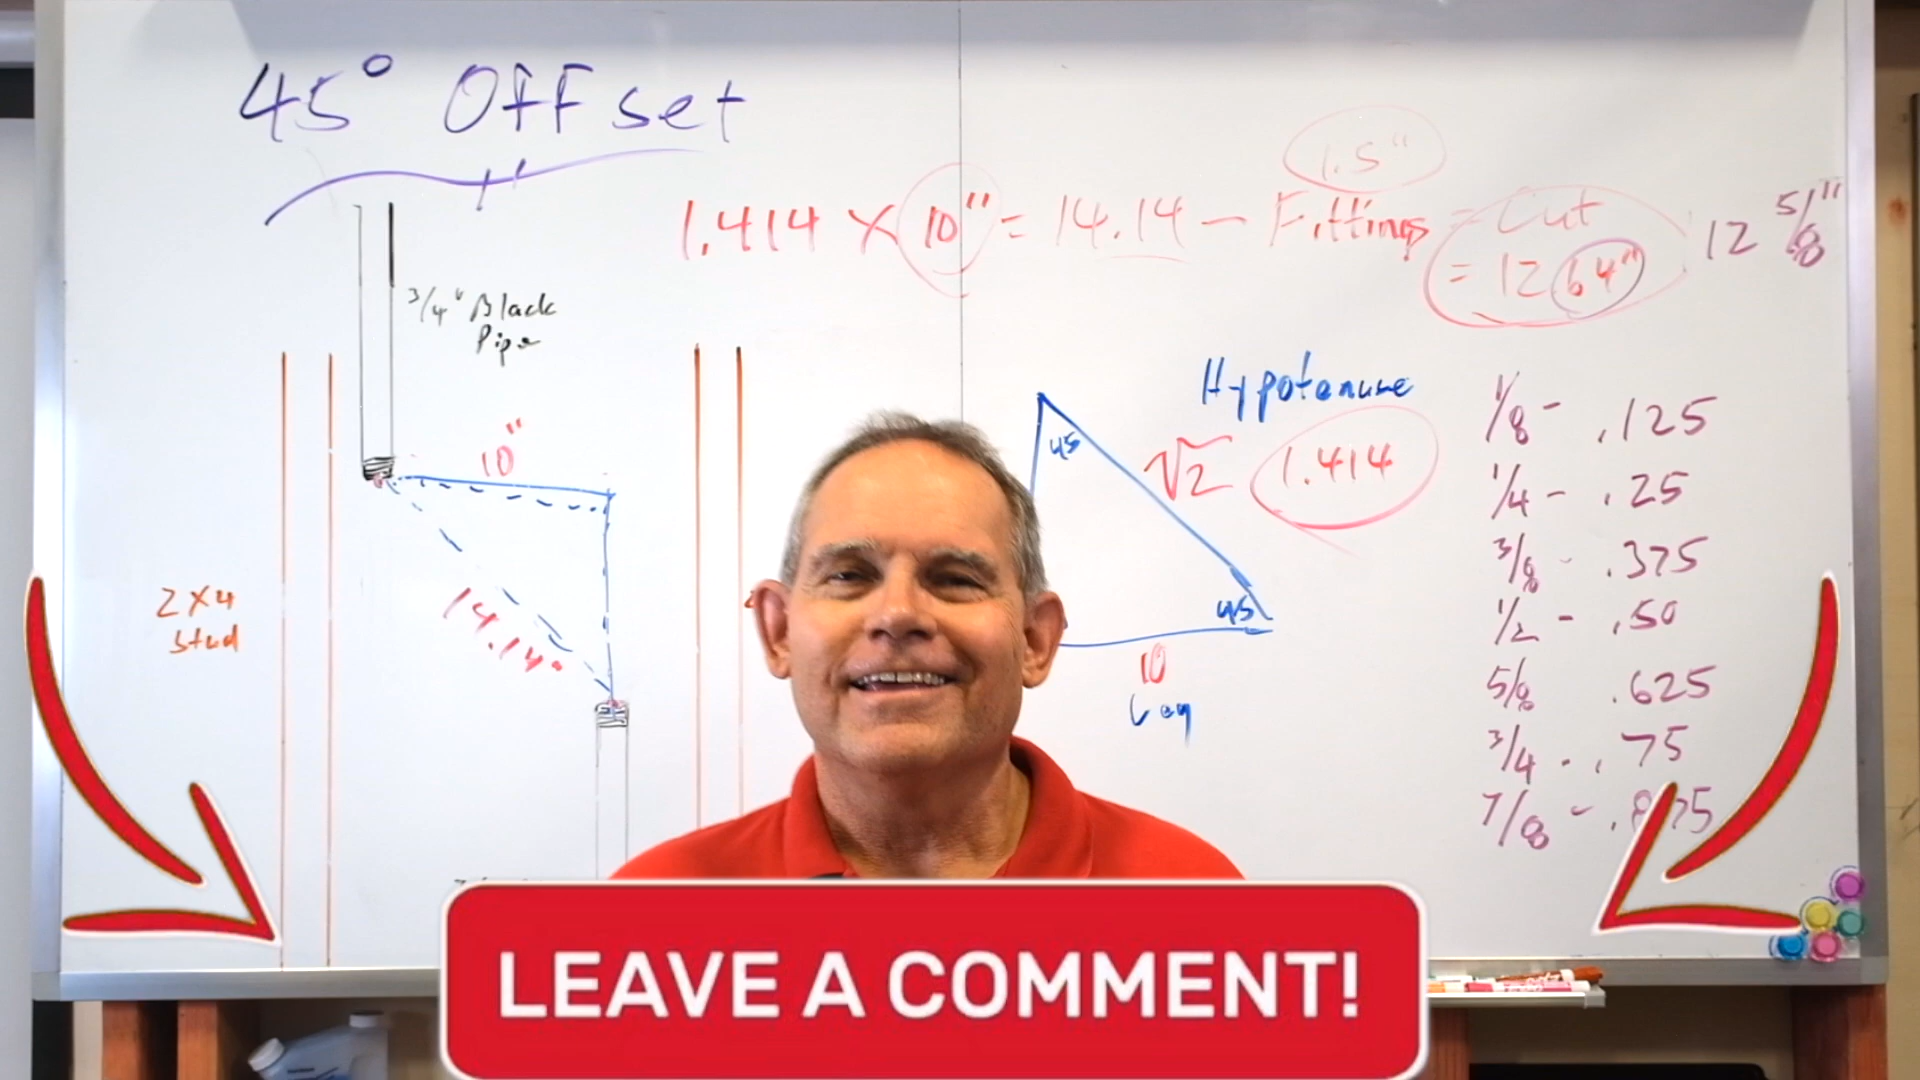 45° Offset
1.5"
1.414 × 10" = 14.14 - Fittings = Cut
= 12 64"
12 5/8"
3/4" Black
Pipe
10"
14.14"
2x4
Stud
Hypotenuse
45
√2 1.414
45
10
Leg
1/8 - .125
1/4 - .25
3/8 - .375
1/2 - .50
5/8 .625
3/4 - .75
7/8 - .875
LEAVE A COMMENT!